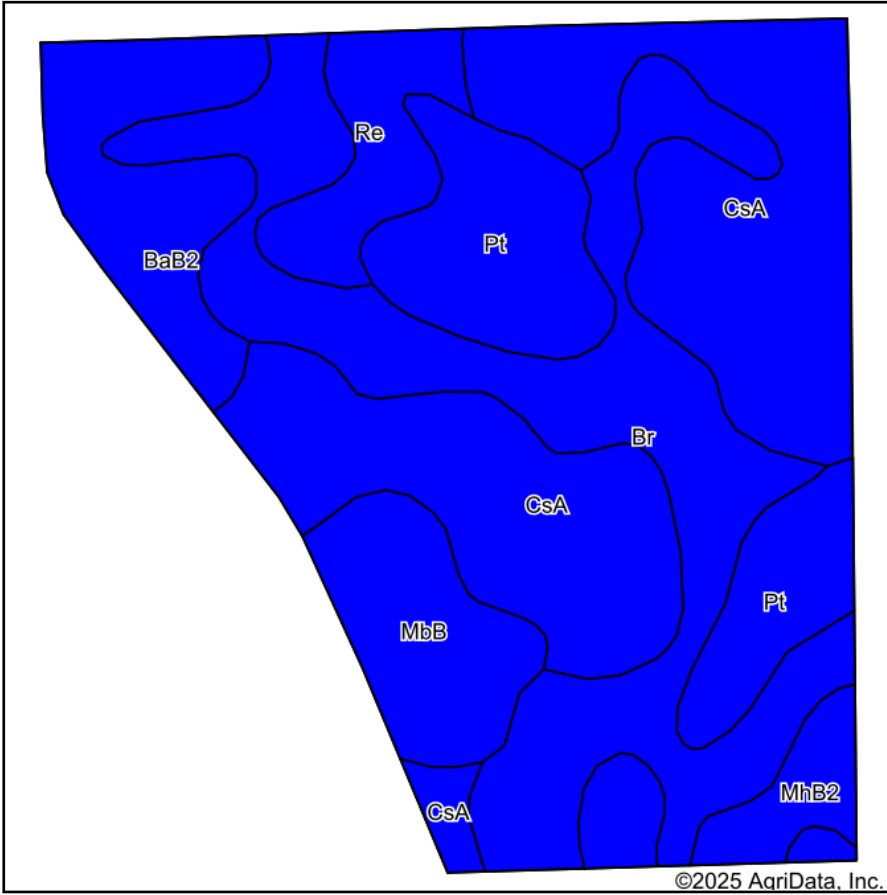 Re
CsA
Pt
BaB2
Br
CsA
Pt
MbB
MhB2
CsA
©2025 AgriData, Inc.